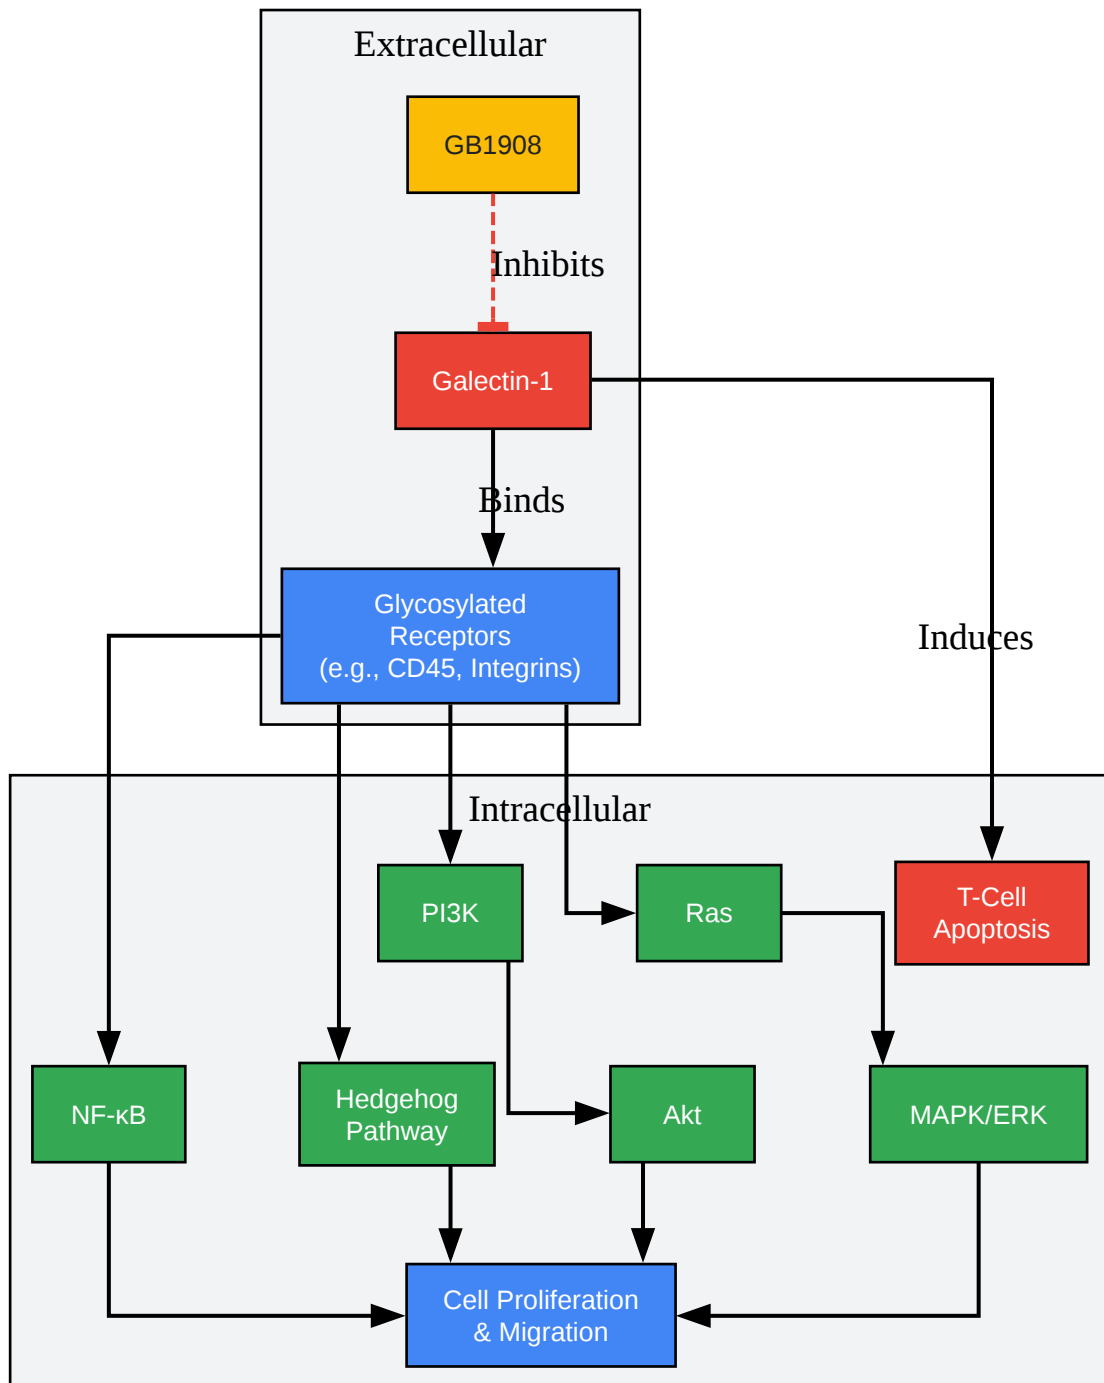 Extracellular
GB1908
Inhibits
Galectin-1
Binds
Glycosylated
Receptors
(e.g., CD45, Integrins)
Induces
Intracellular
PI3K
Ras
T-Cell
Apoptosis
NF-κB
Hedgehog
Pathway
Akt
MAPK/ERK
Cell Proliferation
& Migration